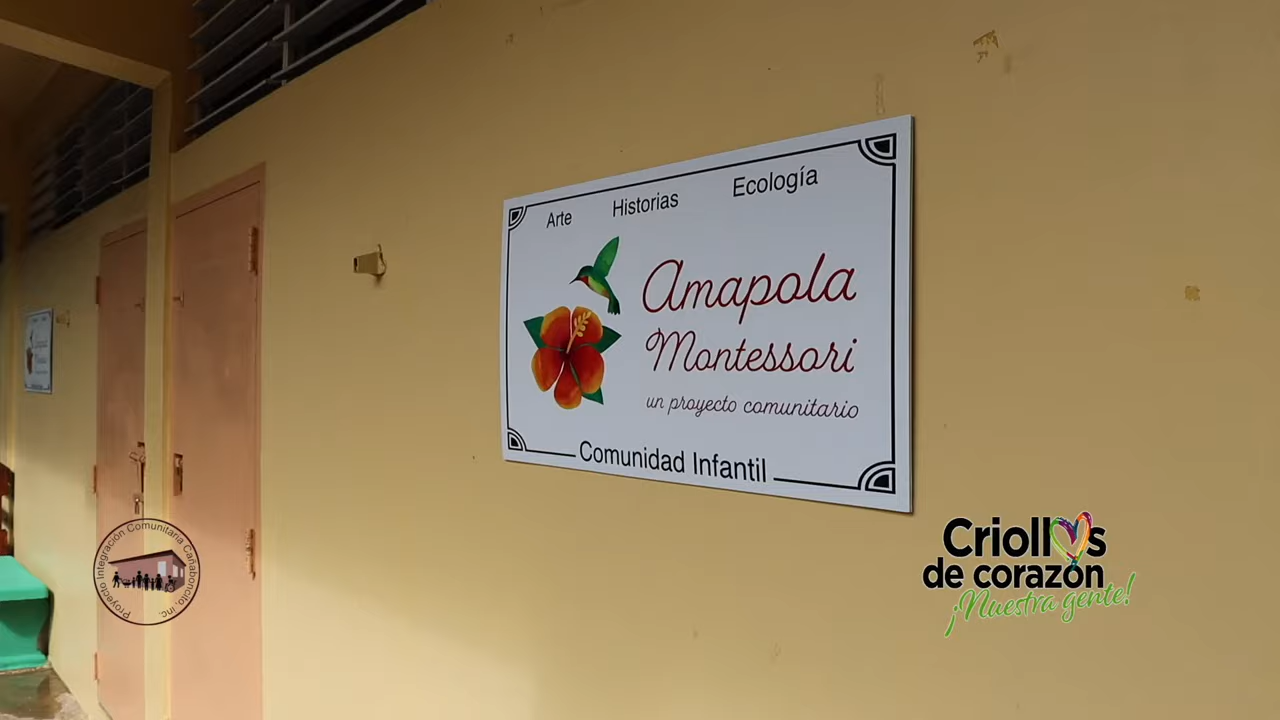 Arte Historias Ecología
Amapola
Montessori
un proyecto comunitario
Comunidad Infantil
Proyecto Integración Comunitaria Cañaboncito, inc.
Criollos
de corazón
¡Nuestra gente!